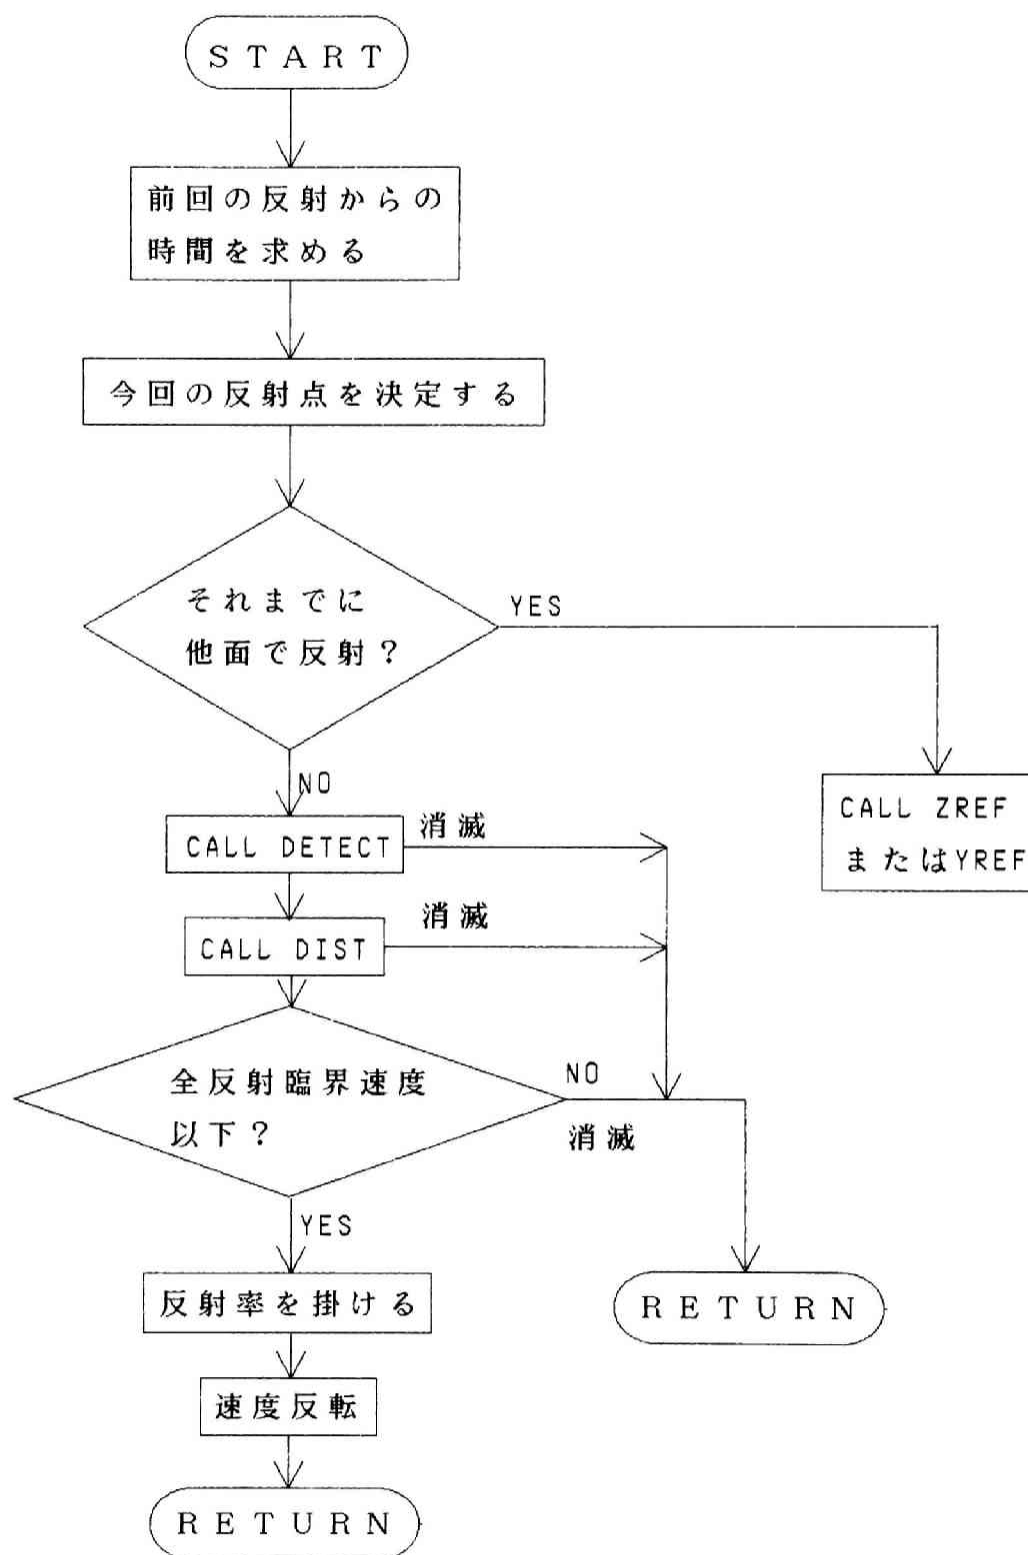 START
前回の反射からの
時間を求める
今回の反射点を決定する
それまでに
他面で反射?
YES
NO
CALL ZREF
またはYREF
CALL DETECT
消滅
CALL DIST
消滅
全反射臨界速度
以下?
NO
消滅
YES
反射率を掛ける
RETURN
速度反転
RETURN